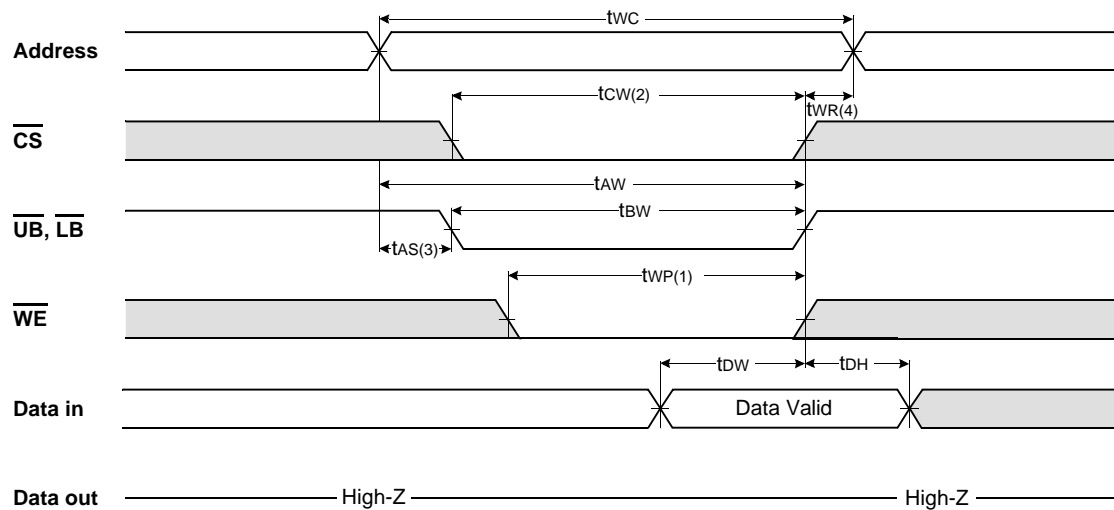 tWC
Address
tCW(2)
tWR(4)
CS
tAW
UB, LB
tBW
tAS(3)
tWP(1)
WE
tDW
tDH
Data in
Data Valid
Data out
High-Z
High-Z